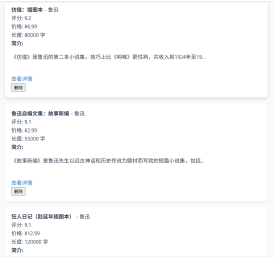 彷徨：插图本 - 鲁迅
评分: 9.2
价格: ¥6.99
长度: 80000 字
简介:
《彷徨》是鲁迅的第二本小说集，技巧上比《呐喊》更恒熟，共收入其1924年至19...
查看详情
删除
鲁迅自编文集：故事新编 - 鲁迅
评分: 9.1
价格: ¥2.99
长度: 55000 字
简介:
《故事新编》是鲁迅先生以远古神话和历史传说为题材而写就的短篇小说集，包括...
查看详情
删除
狂人日记（赵延年插图本） - 鲁迅
评分: 9.1
价格: ¥12.99
长度: 120000 字
简介: